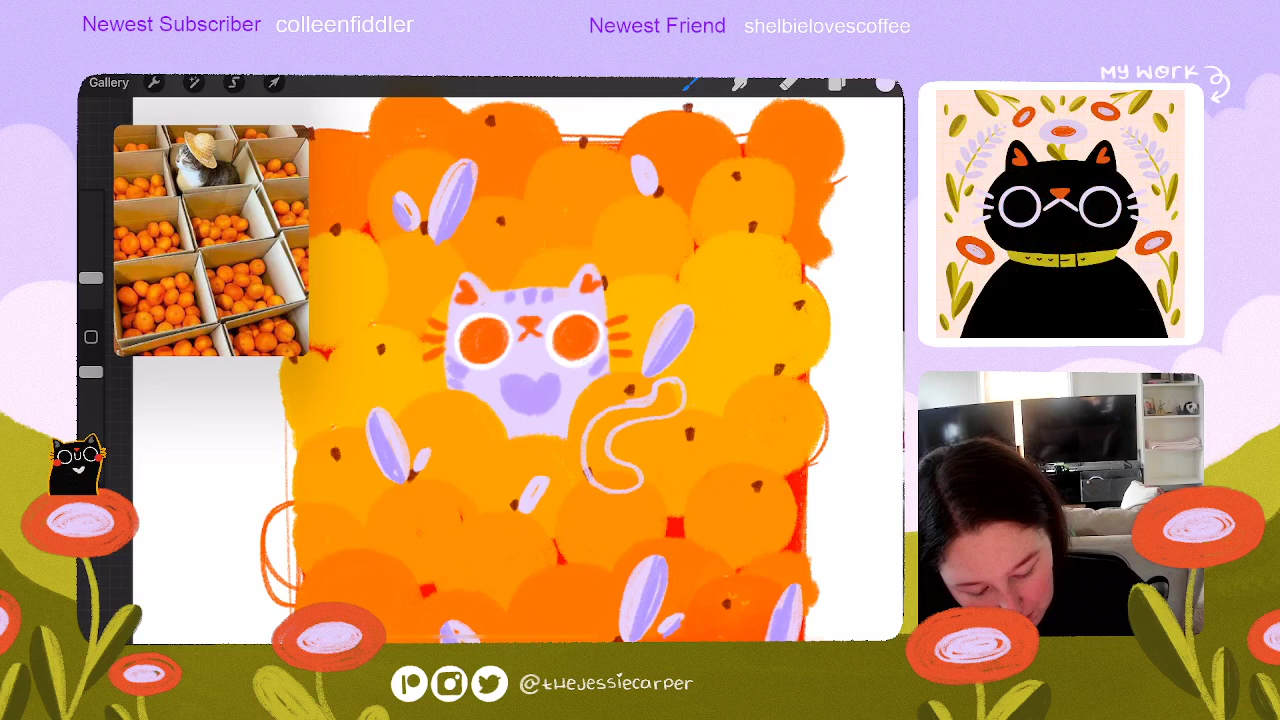 Newest Subscriber colleenfiddler
Newest Friend shelbielovescoffee
MY WORK
Gallery
@thejessiecarper